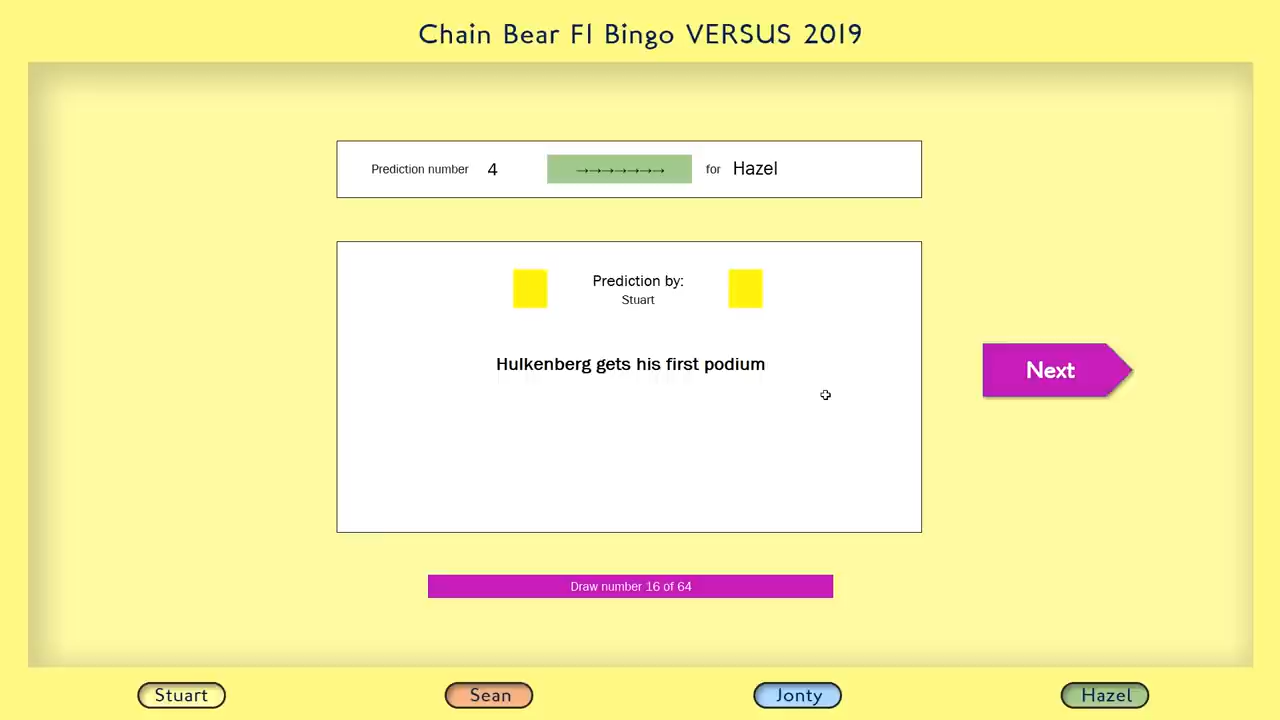 Chain Bear F1 Bingo VERSUS 2019
Prediction number 4 →→→→→→→ for Hazel
Prediction by:
Stuart
Hulkenberg gets his first podium
Next
Draw number 16 of 64
Stuart Sean Jonty Hazel